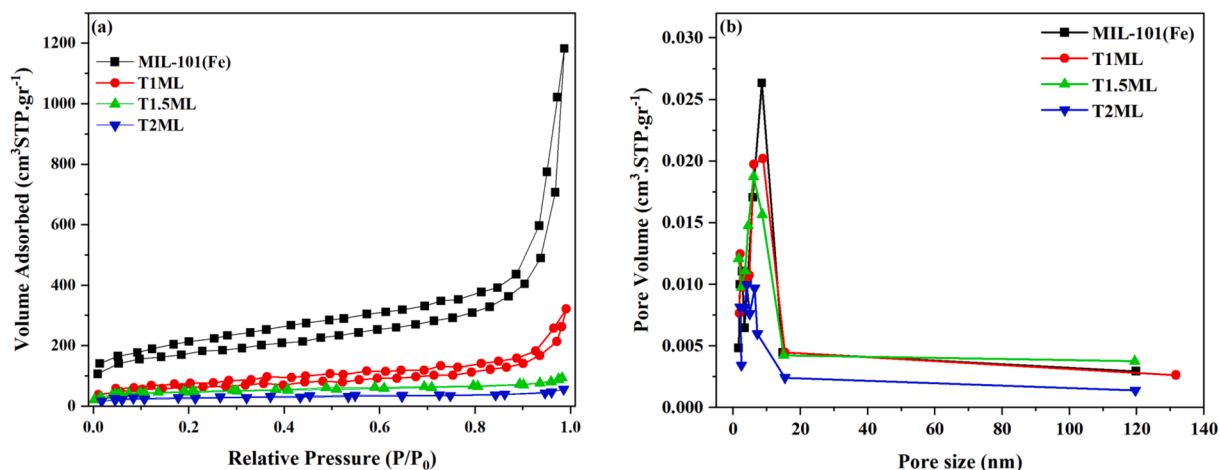 (a)
MIL-101(Fe)
T1ML
T1.5ML
T2ML
Volume Adsorbed (cm³STP.gr⁻¹)
1200
1000
800
600
400
200
0
0.0 0.2 0.4 0.6 0.8 1.0
Relative Pressure (P/P₀)
(b)
MIL-101(Fe)
T1ML
T1.5ML
T2ML
Pore Volume (cm³.STP.gr⁻¹)
0.030
0.025
0.020
0.015
0.010
0.005
0.000
0 20 40 60 80 100 120 140
Pore size (nm)